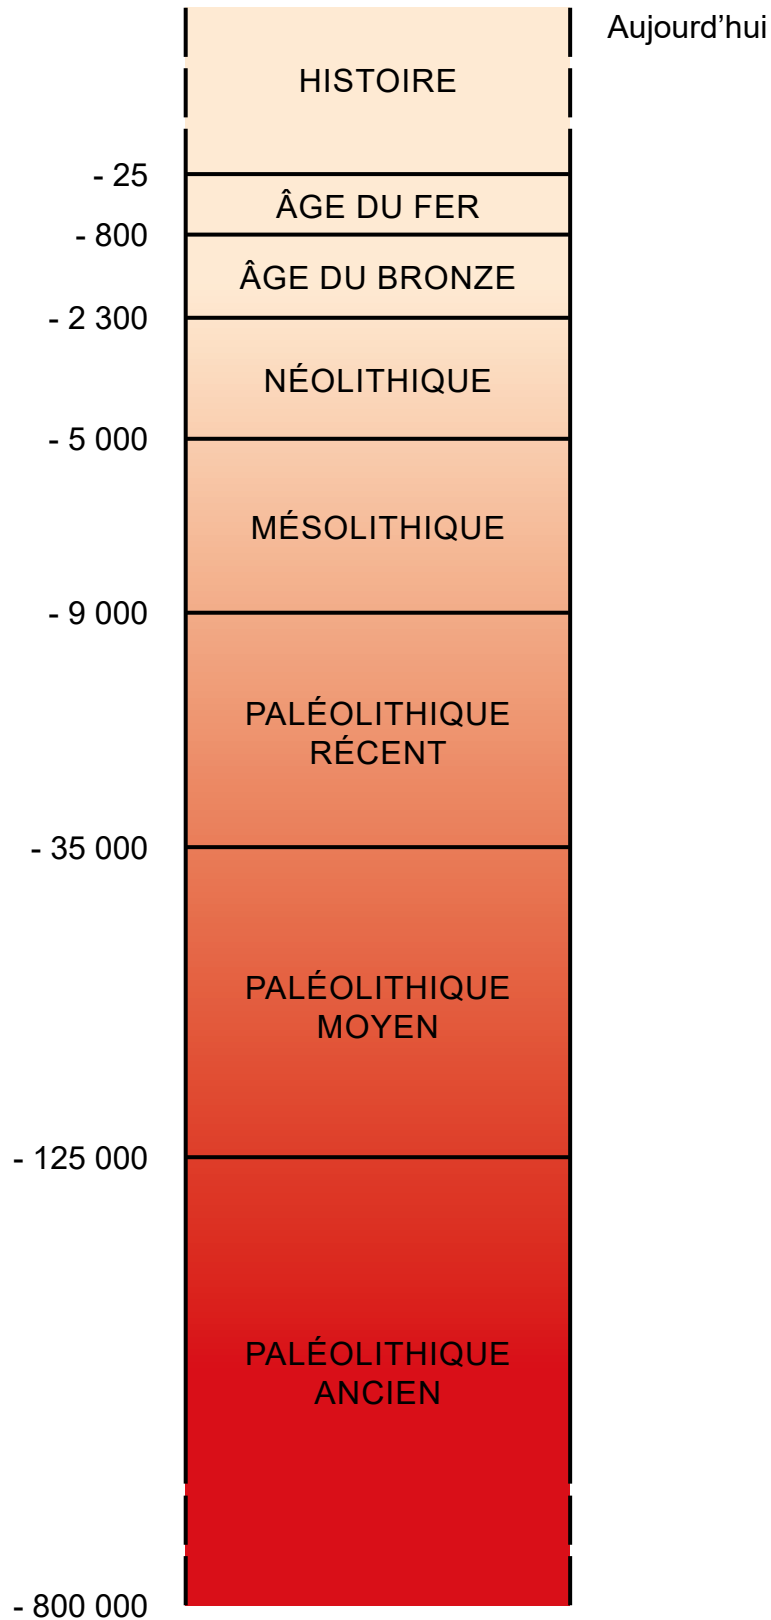 Aujourd’hui
HISTOIRE
- 25
ÂGE DU FER
- 800
ÂGE DU BRONZE
- 2 300
NÉOLITHIQUE
- 5 000
MÉSOLITHIQUE
- 9 000
PALÉOLITHIQUE
RÉCENT
- 35 000
PALÉOLITHIQUE
MOYEN
- 125 000
PALÉOLITHIQUE
ANCIEN
- 800 000